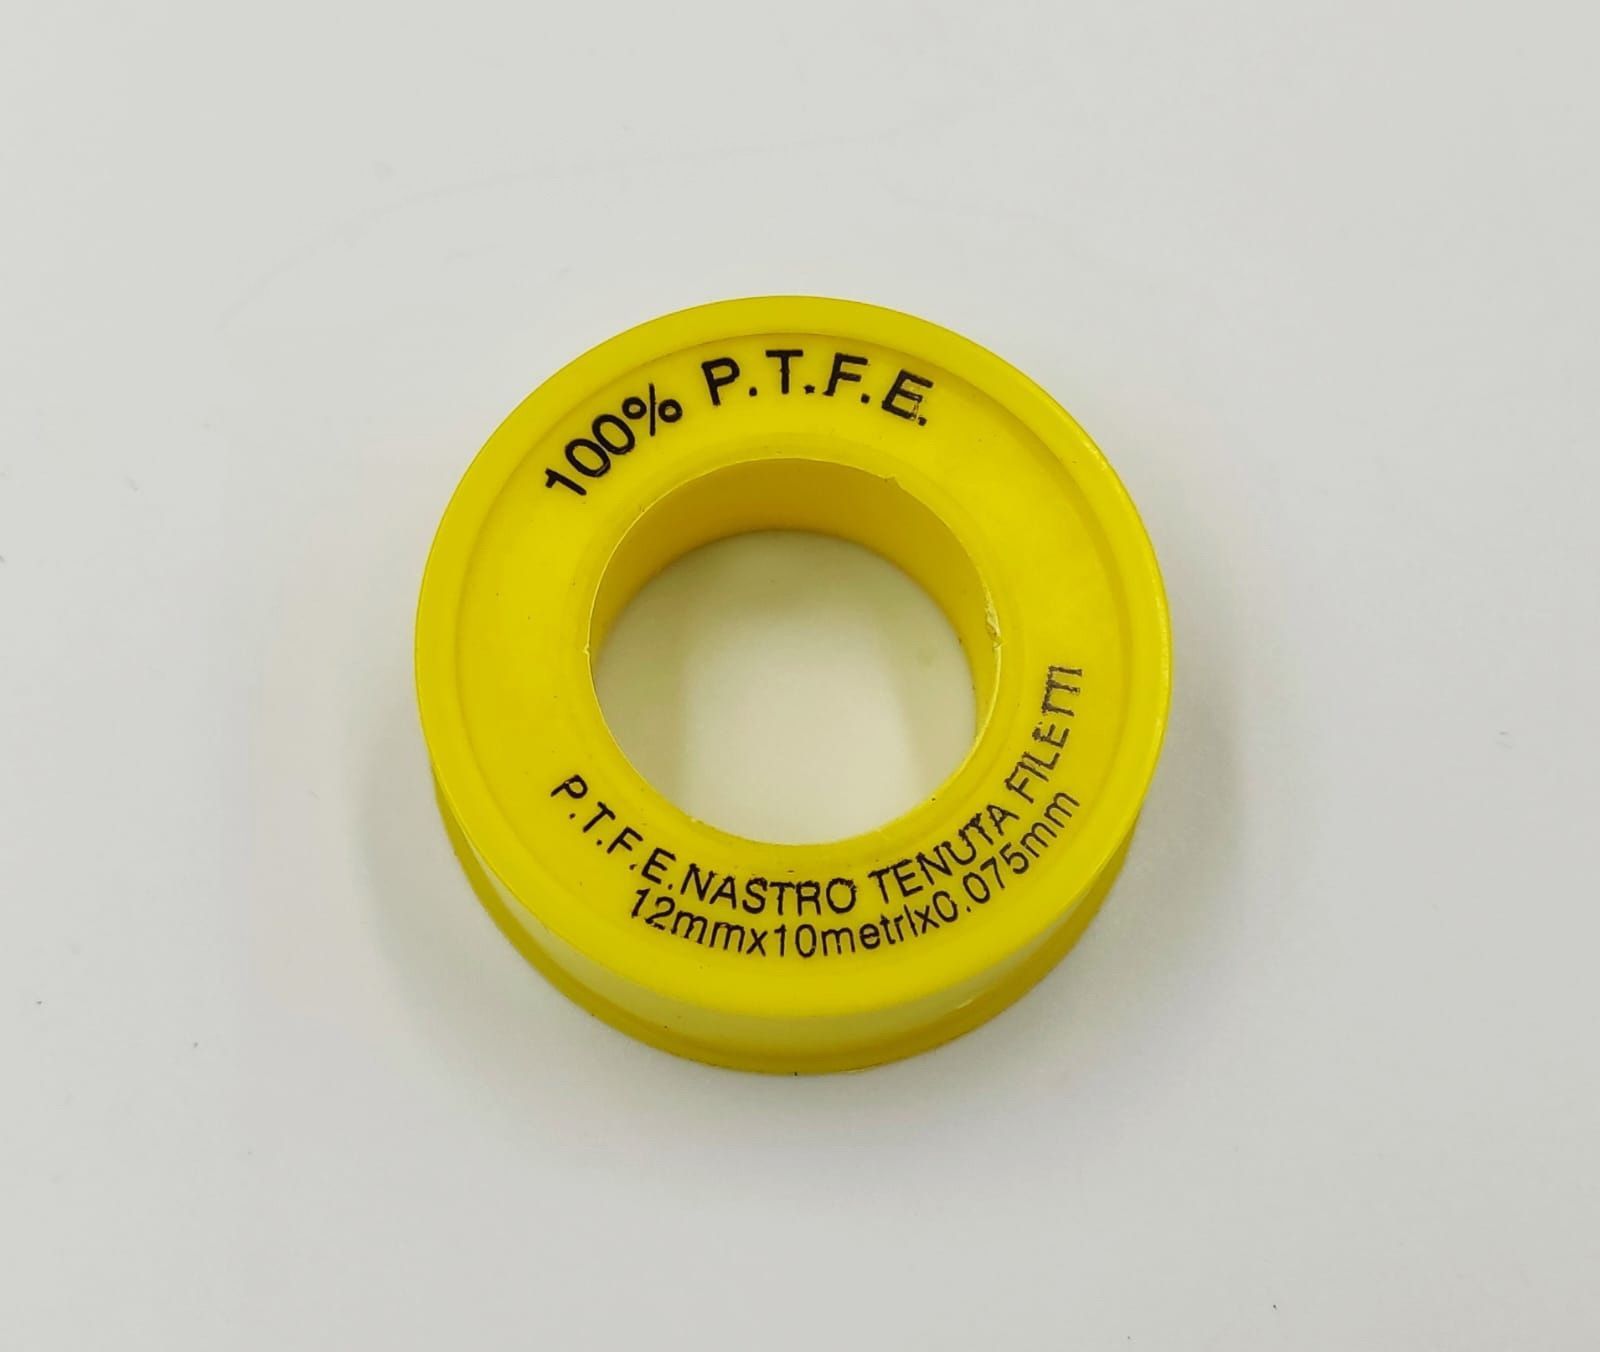 100% P.T.F.E.
P.T.F.E.NASTRO TENUTA FILETTI
12mmx10metrIx0.075mm